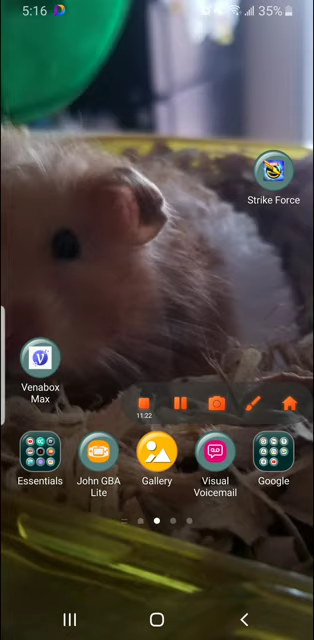 5:16
35%
Strike Force
Venabox
Max
11:22
Essentials
John GBA
Lite
Gallery
Visual
Voicemail
Google